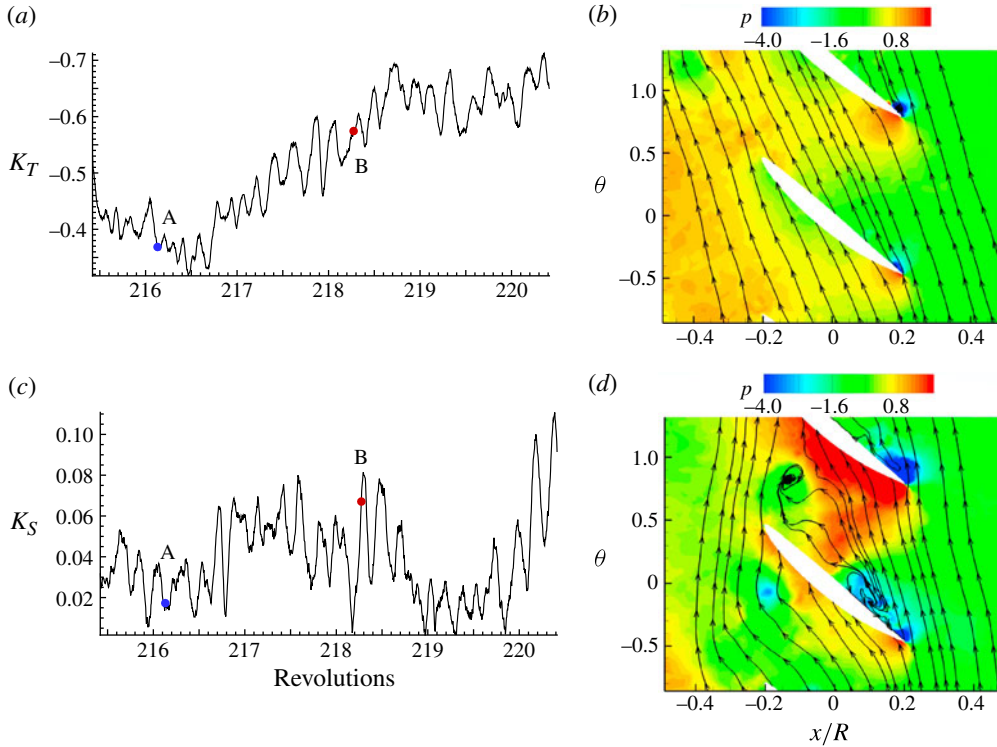 (a)
–0.7
–0.6
–0.5
–0.4
K_T
A
B
216 217 218 219 220
(b)
p
–4.0 –1.6 0.8
1.0
0.5
0
–0.5
θ
–0.4 –0.2 0 0.2 0.4
(c)
0.10
0.08
0.06
0.04
0.02
K_S
A
B
216 217 218 219 220
Revolutions
(d)
p
–4.0 –1.6 0.8
1.0
0.5
0
–0.5
θ
–0.4 –0.2 0 0.2 0.4
x/R